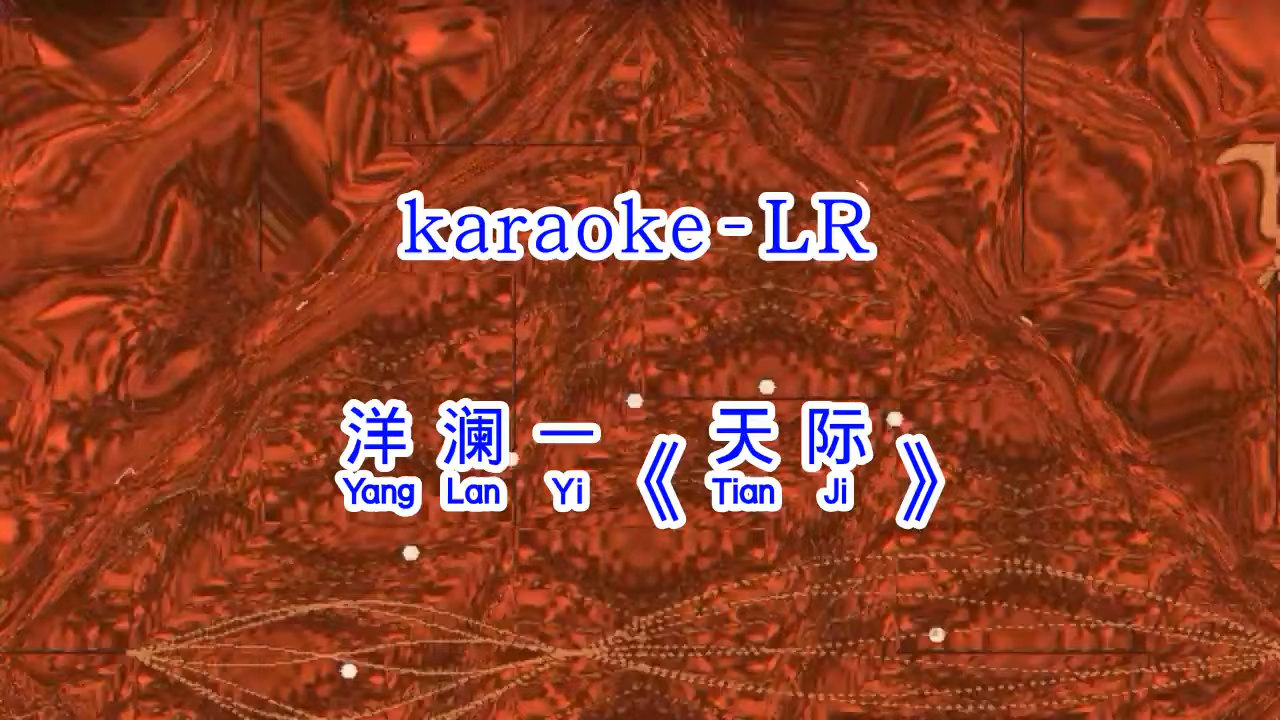 karaoke-LR
洋 澜 一 《 天 际 》
Yang Lan Yi Tian Ji